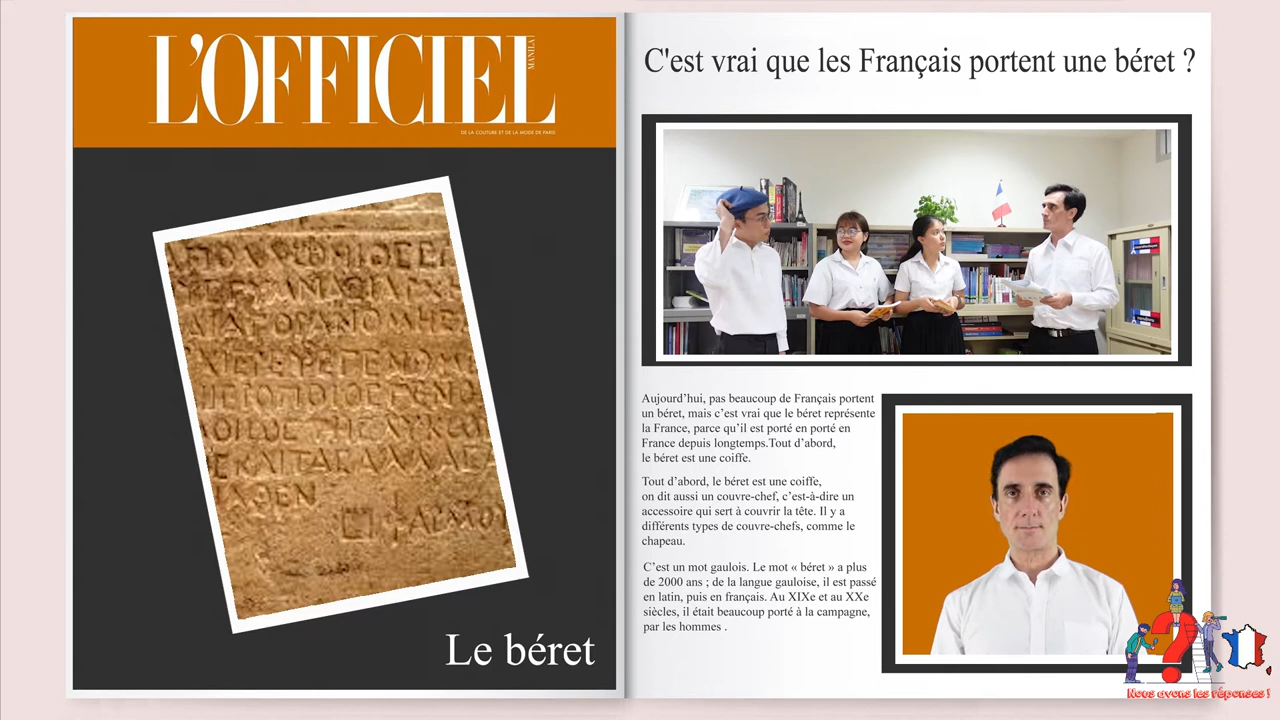 L'OFFICIEL
MANILA
DE LA COUTURE ET DE LA MODE DE PARIS
Le béret
C'est vrai que les Français portent une béret ?
Aujourd'hui, pas beaucoup de Français portent
un béret, mais c'est vrai que le béret représente
la France, parce qu'il est porté en porté en
France depuis longtemps.Tout d'abord,
le béret est une coiffe.
Tout d'abord, le béret est une coiffe,
on dit aussi un couvre-chef, c'est-à-dire un
accessoire qui sert à couvrir la tête. Il y a
différents types de couvre-chefs, comme le
chapeau.
C'est un mot gaulois. Le mot « béret » a plus
de 2000 ans ; de la langue gauloise, il est passé
en latin, puis en français. Au XIXe et au XXe
siècles, il était beaucoup porté à la campagne,
par les hommes .
Nous avons les réponses !